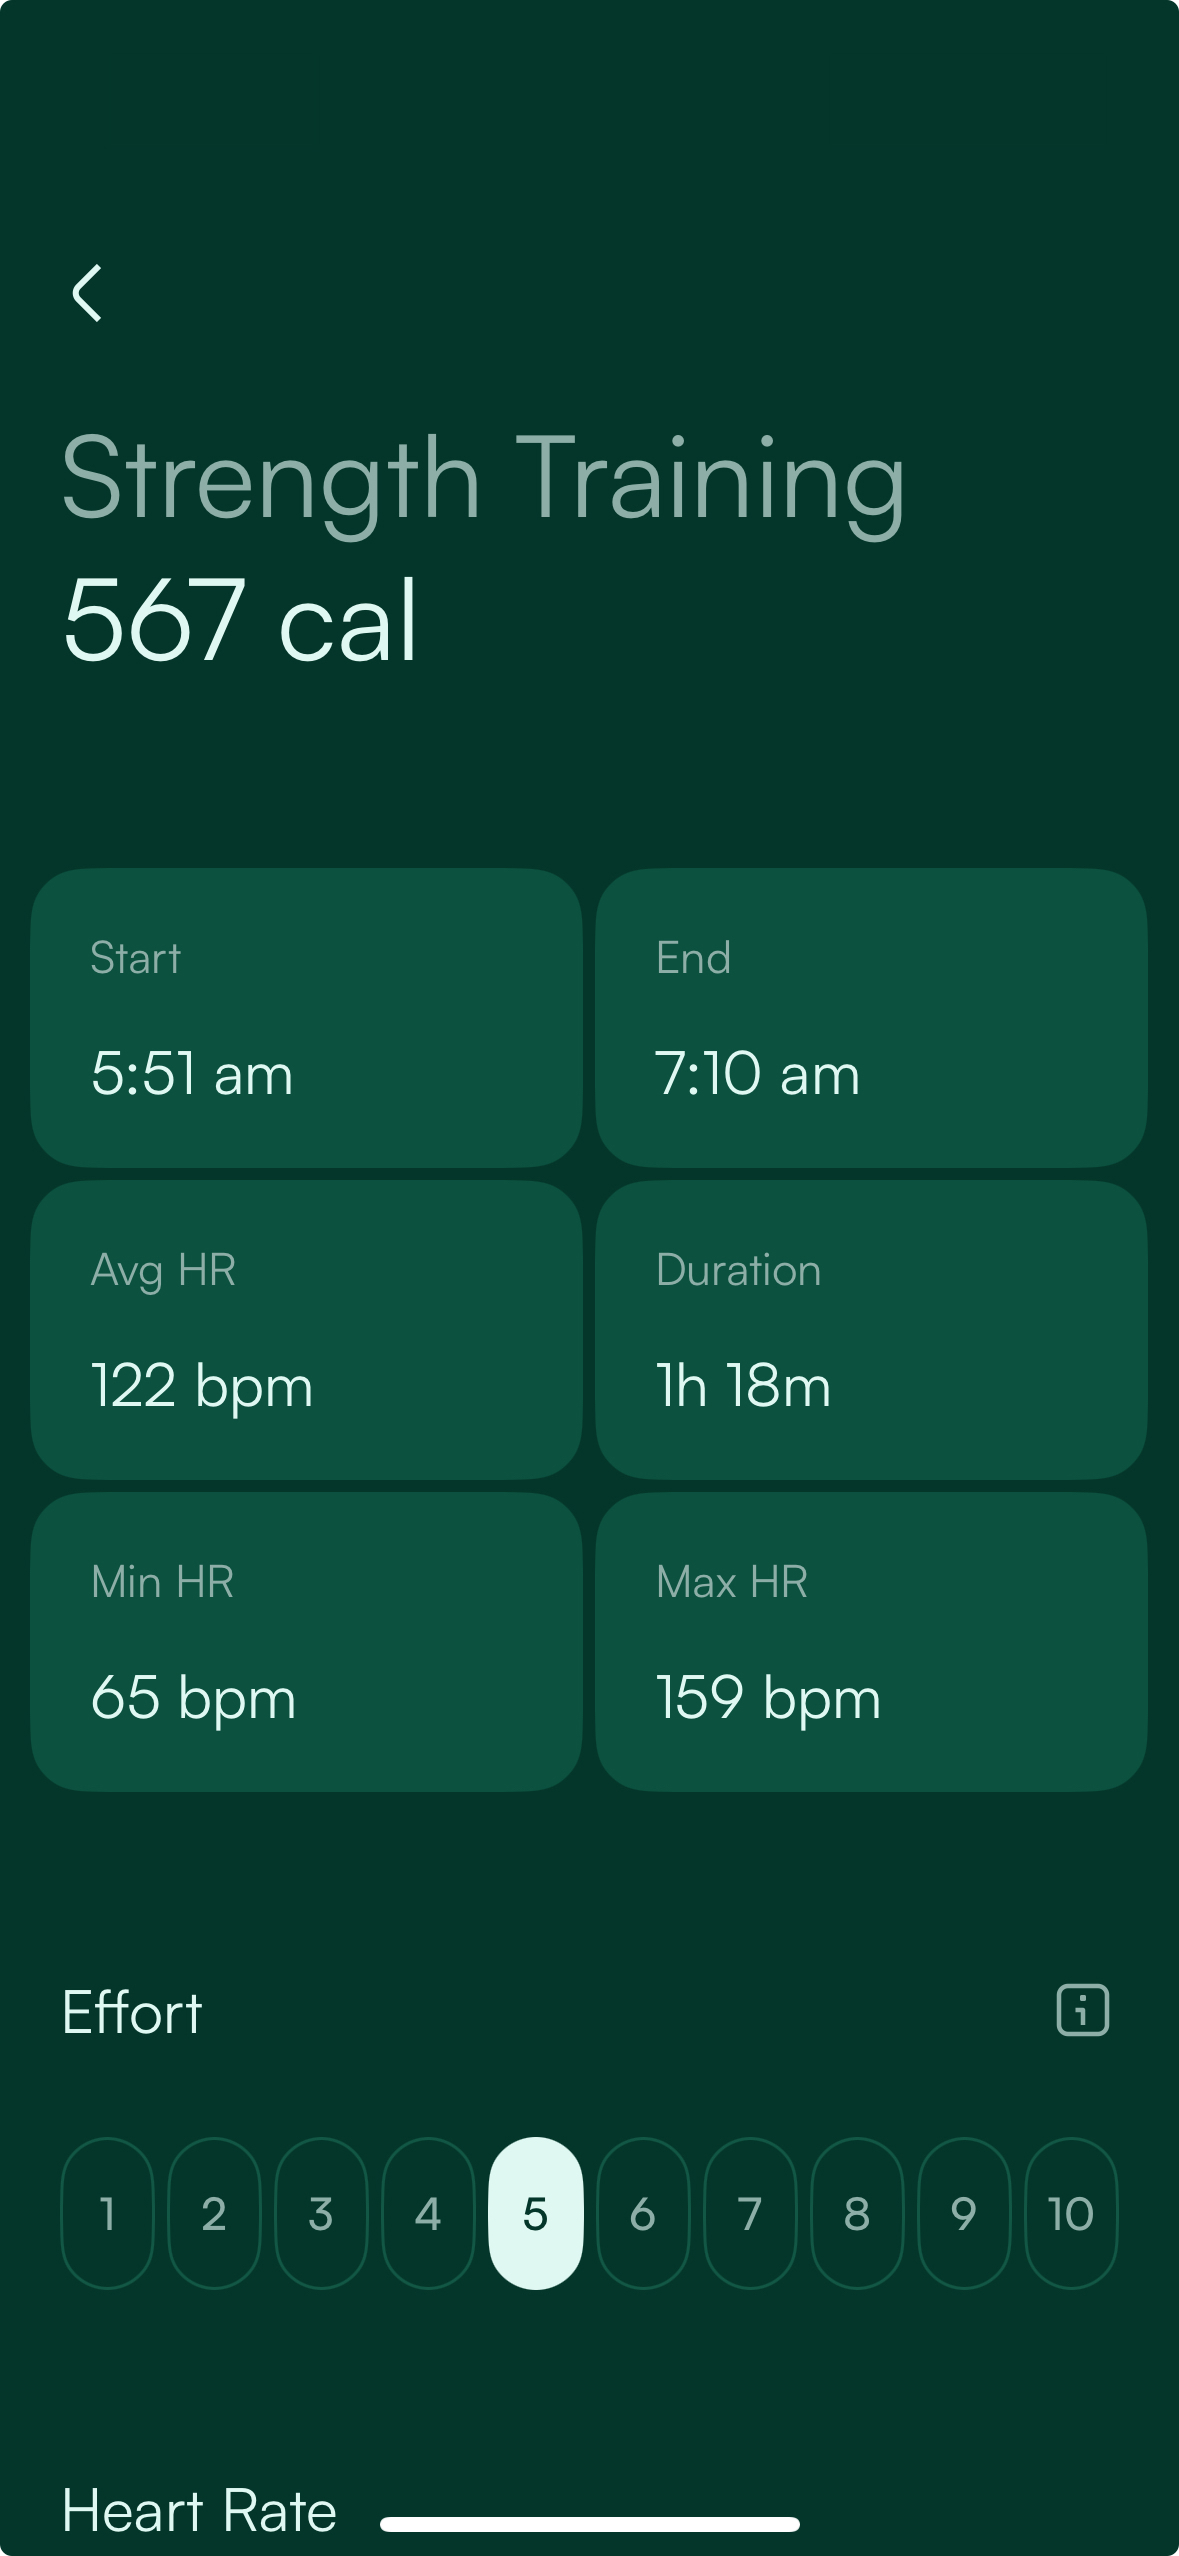 Strength Training
567 cal
Start
End
5:51 am
7:10 am
Avg HR
Duration
122 bpm
1h 18m
Min HR
Max HR
65 bpm
159 bpm
Effort
1 2 3 4 5 6 7 8 9 10
Heart Rate